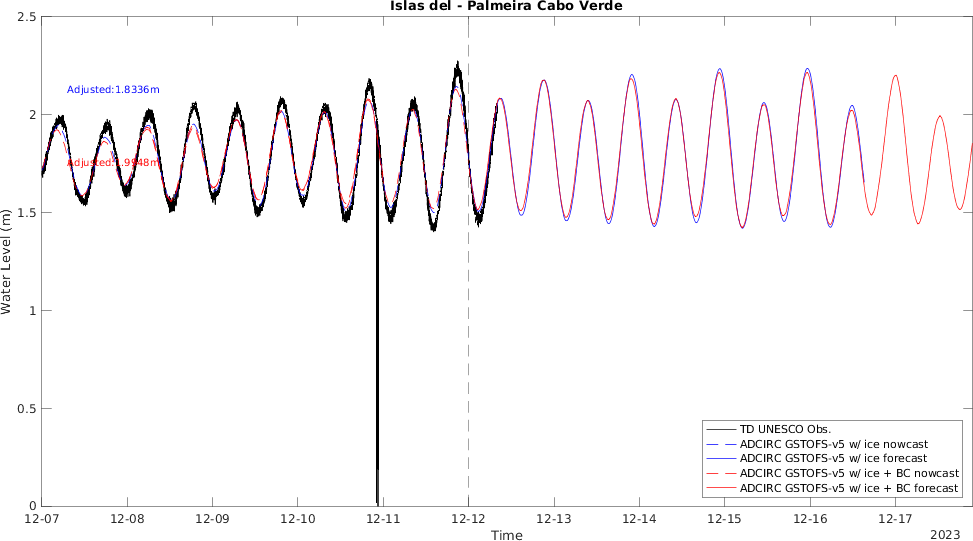 Islas del - Palmeira Cabo Verde
2.5
2
1.5
1
0.5
0
Water Level (m)
Adjusted:1.8336m
Adjusted:1.9948m
TD UNESCO Obs.
ADCIRC GSTOFS-v5 w/ ice nowcast
ADCIRC GSTOFS-v5 w/ ice forecast
ADCIRC GSTOFS-v5 w/ ice + BC nowcast
ADCIRC GSTOFS-v5 w/ ice + BC forecast
12-07 12-08 12-09 12-10 12-11 12-12 12-13 12-14 12-15 12-16 12-17
Time
2023